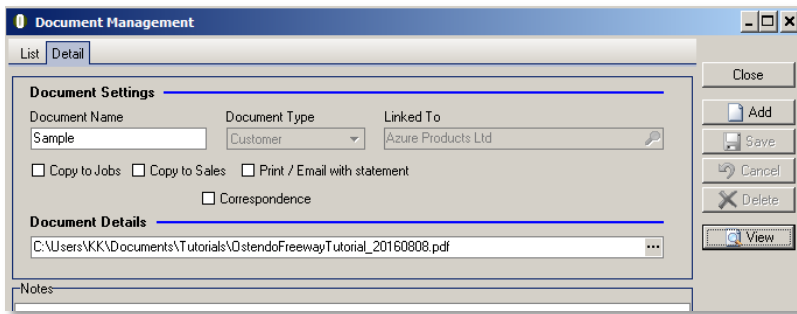 Document Management
List Detail
Close
Document Settings
Document Name Document Type Linked To
Add
Sample Customer Azure Products Ltd
Save
Copy to Jobs Copy to Sales Print / Email with statement
Cancel
Correspondence
Delete
Document Details
View
C:\Users\KK\Documents\Tutorials\OstendoFreewayTutorial_20160808.pdf ...
Notes